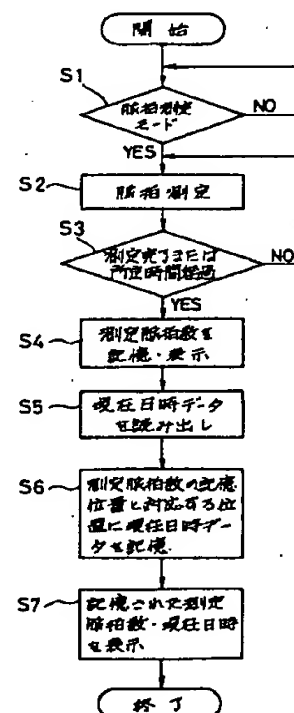 開始
S1
脈拍測定
モード
NO
YES
S2
脈拍測定
S3
測定完了または
所定時間経過
NO
YES
S4
測定脈拍数を
記憶・表示
S5
現在日時データ
を読み出し
S6
測定脈拍数の記憶
位置と対応する位
置に現在日時デー
タを記憶
S7
記憶された測定
脈拍数・現在日時
を表示
終了